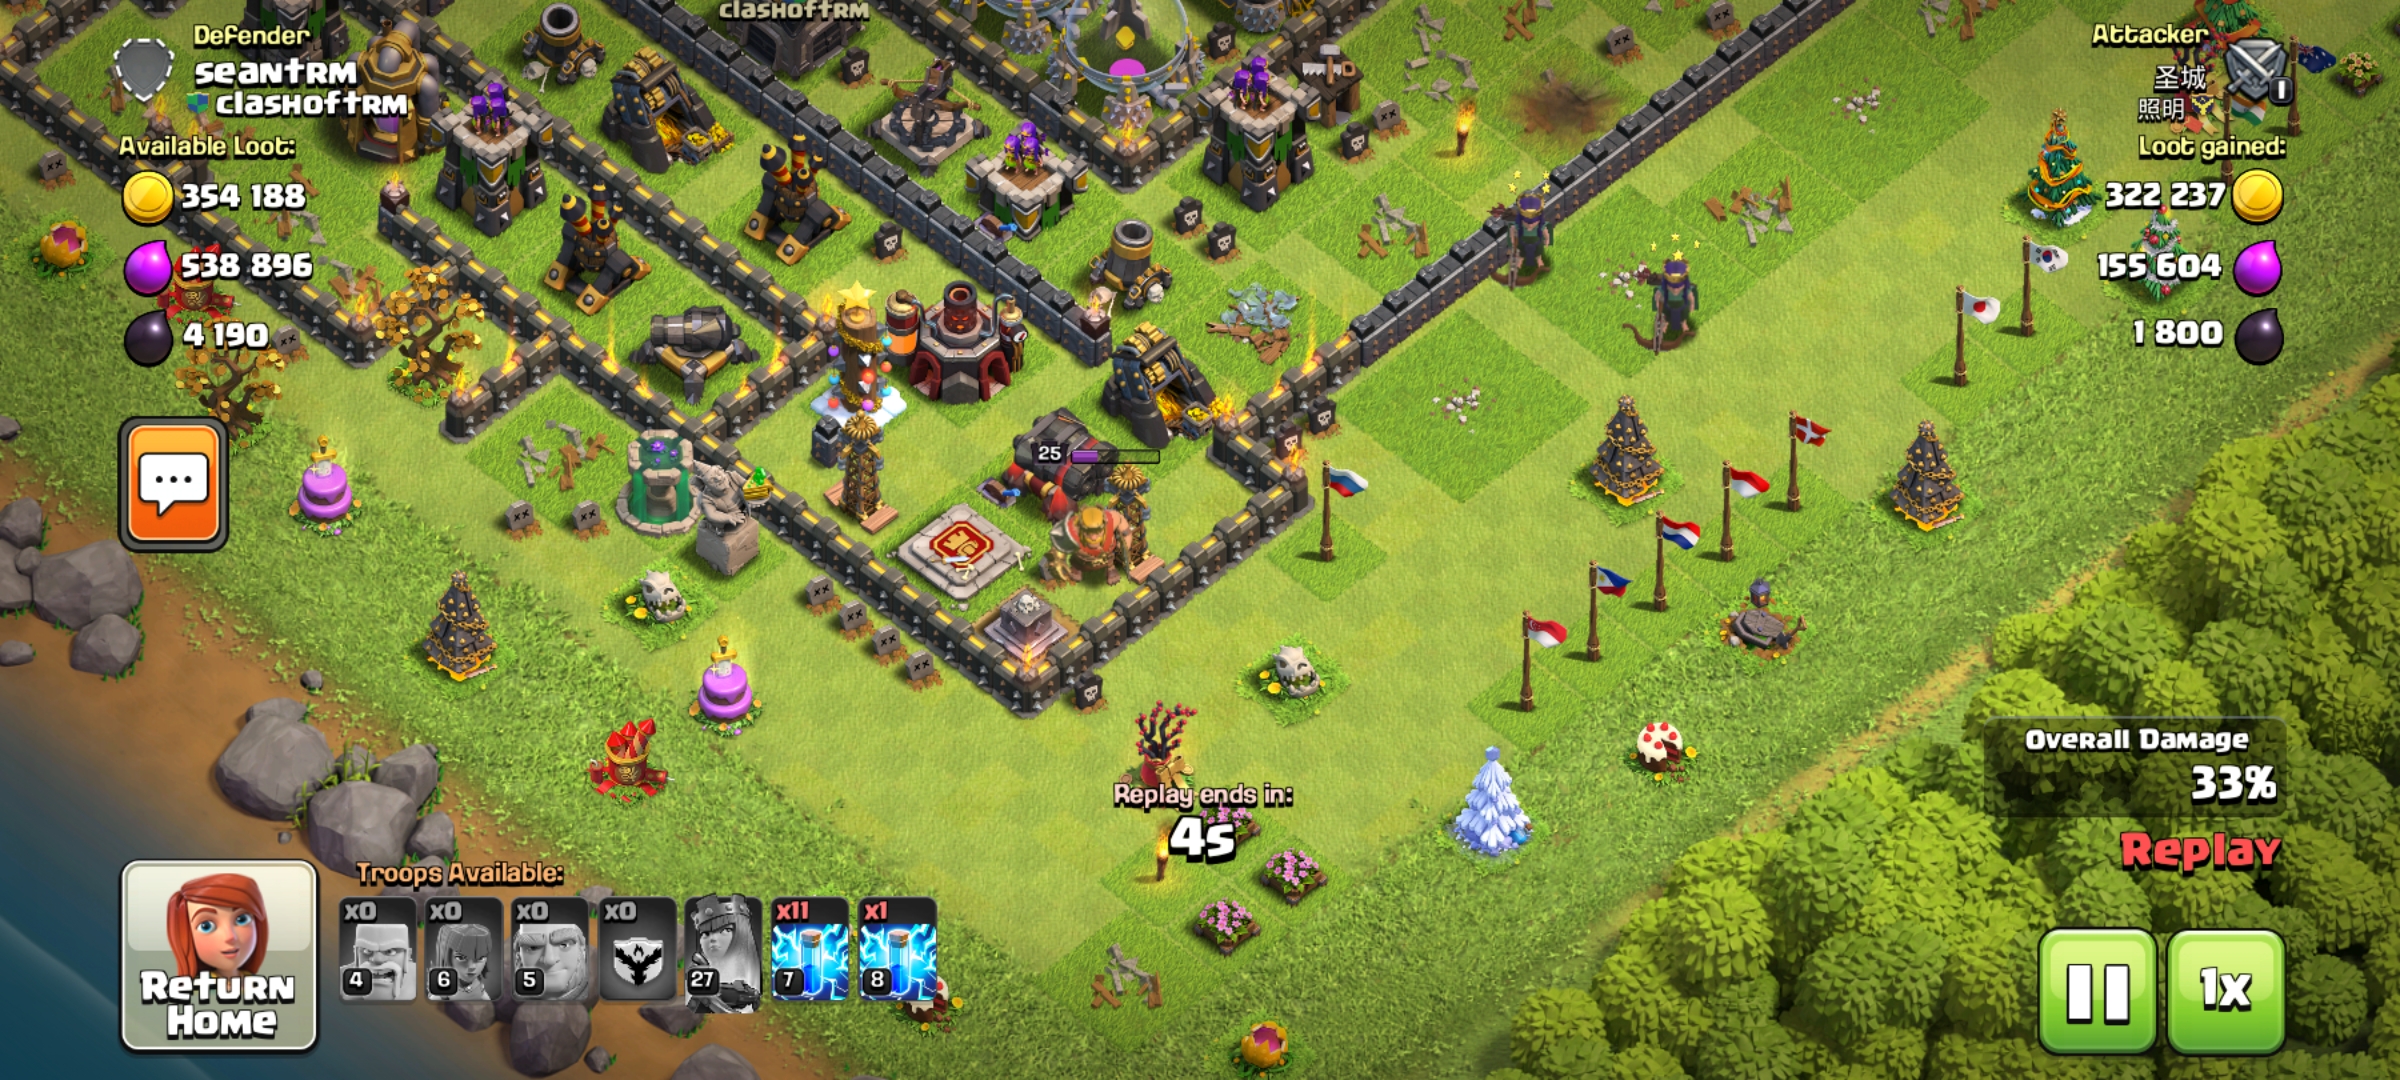 clashoftRM
Defender
seantRM
clashoftRM
Available Loot:
354 188
538 896
4 190
Attacker
圣城
照明
1
Loot gained:
322 237
155 604
1 800
25
Replay ends in:
4s
Overall Damage
33%
Replay
Troops Available:
x0
x0
x0
x0
x11
x1
4
6
5
27
7
8
Return
Home
1x